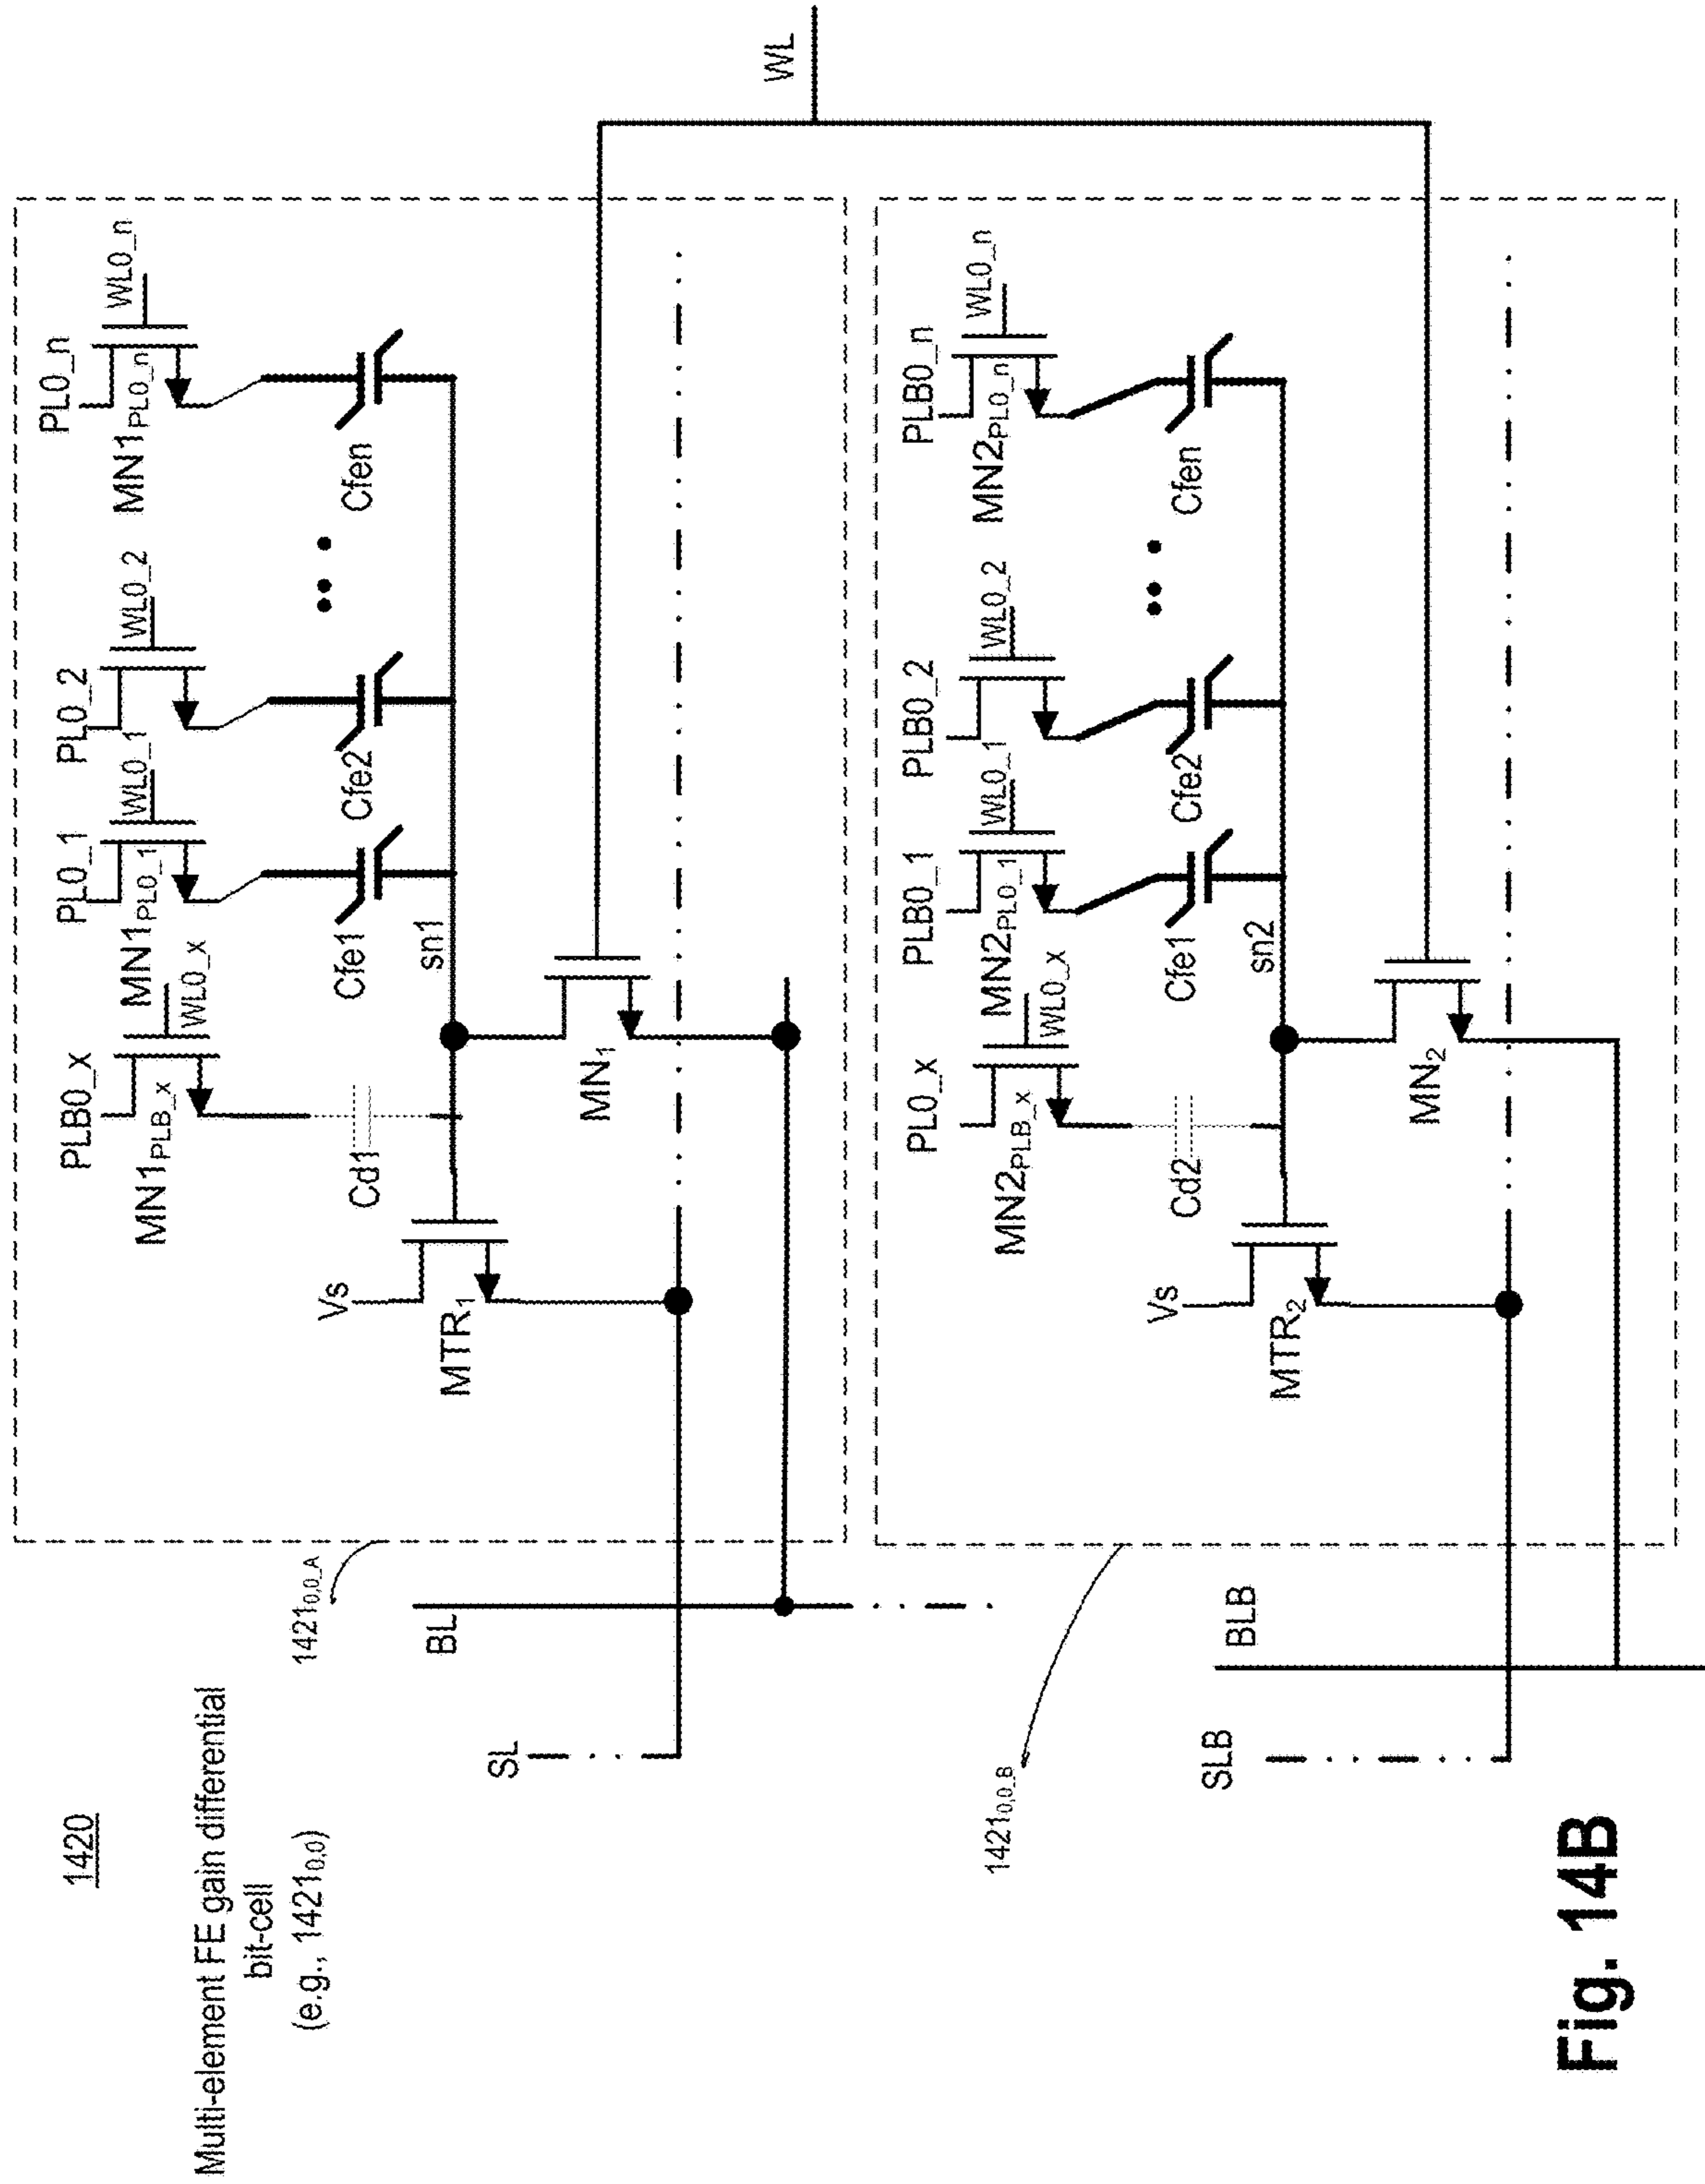 1420
Multi-element FE gain differential
bit-cell
(e.g., 1421₀,₀)
1421₀,₀_A
PLB0_x
PL0_1
PL0_2
PL0_n
WL0_x
WL0_1
WL0_2
WL0_n
MN1PLB_x
MN1PL0_1
MN1PL0_n
Cd1
Cfe1
Cfe2
Cfen
Vs
sn1
MTR₁
MN₁
BL
SL
WL
1421₀,₀_B
PL0_x
PLB0_1
PLB0_2
PLB0_n
WL0_x
WL0_1
WL0_2
WL0_n
MN2PLB_x
MN2PL0_1
MN2PL0_n
Cd2
Cfe1
Cfe2
Cfen
Vs
sn2
MTR₂
MN₂
BLB
SLB
Fig. 14B